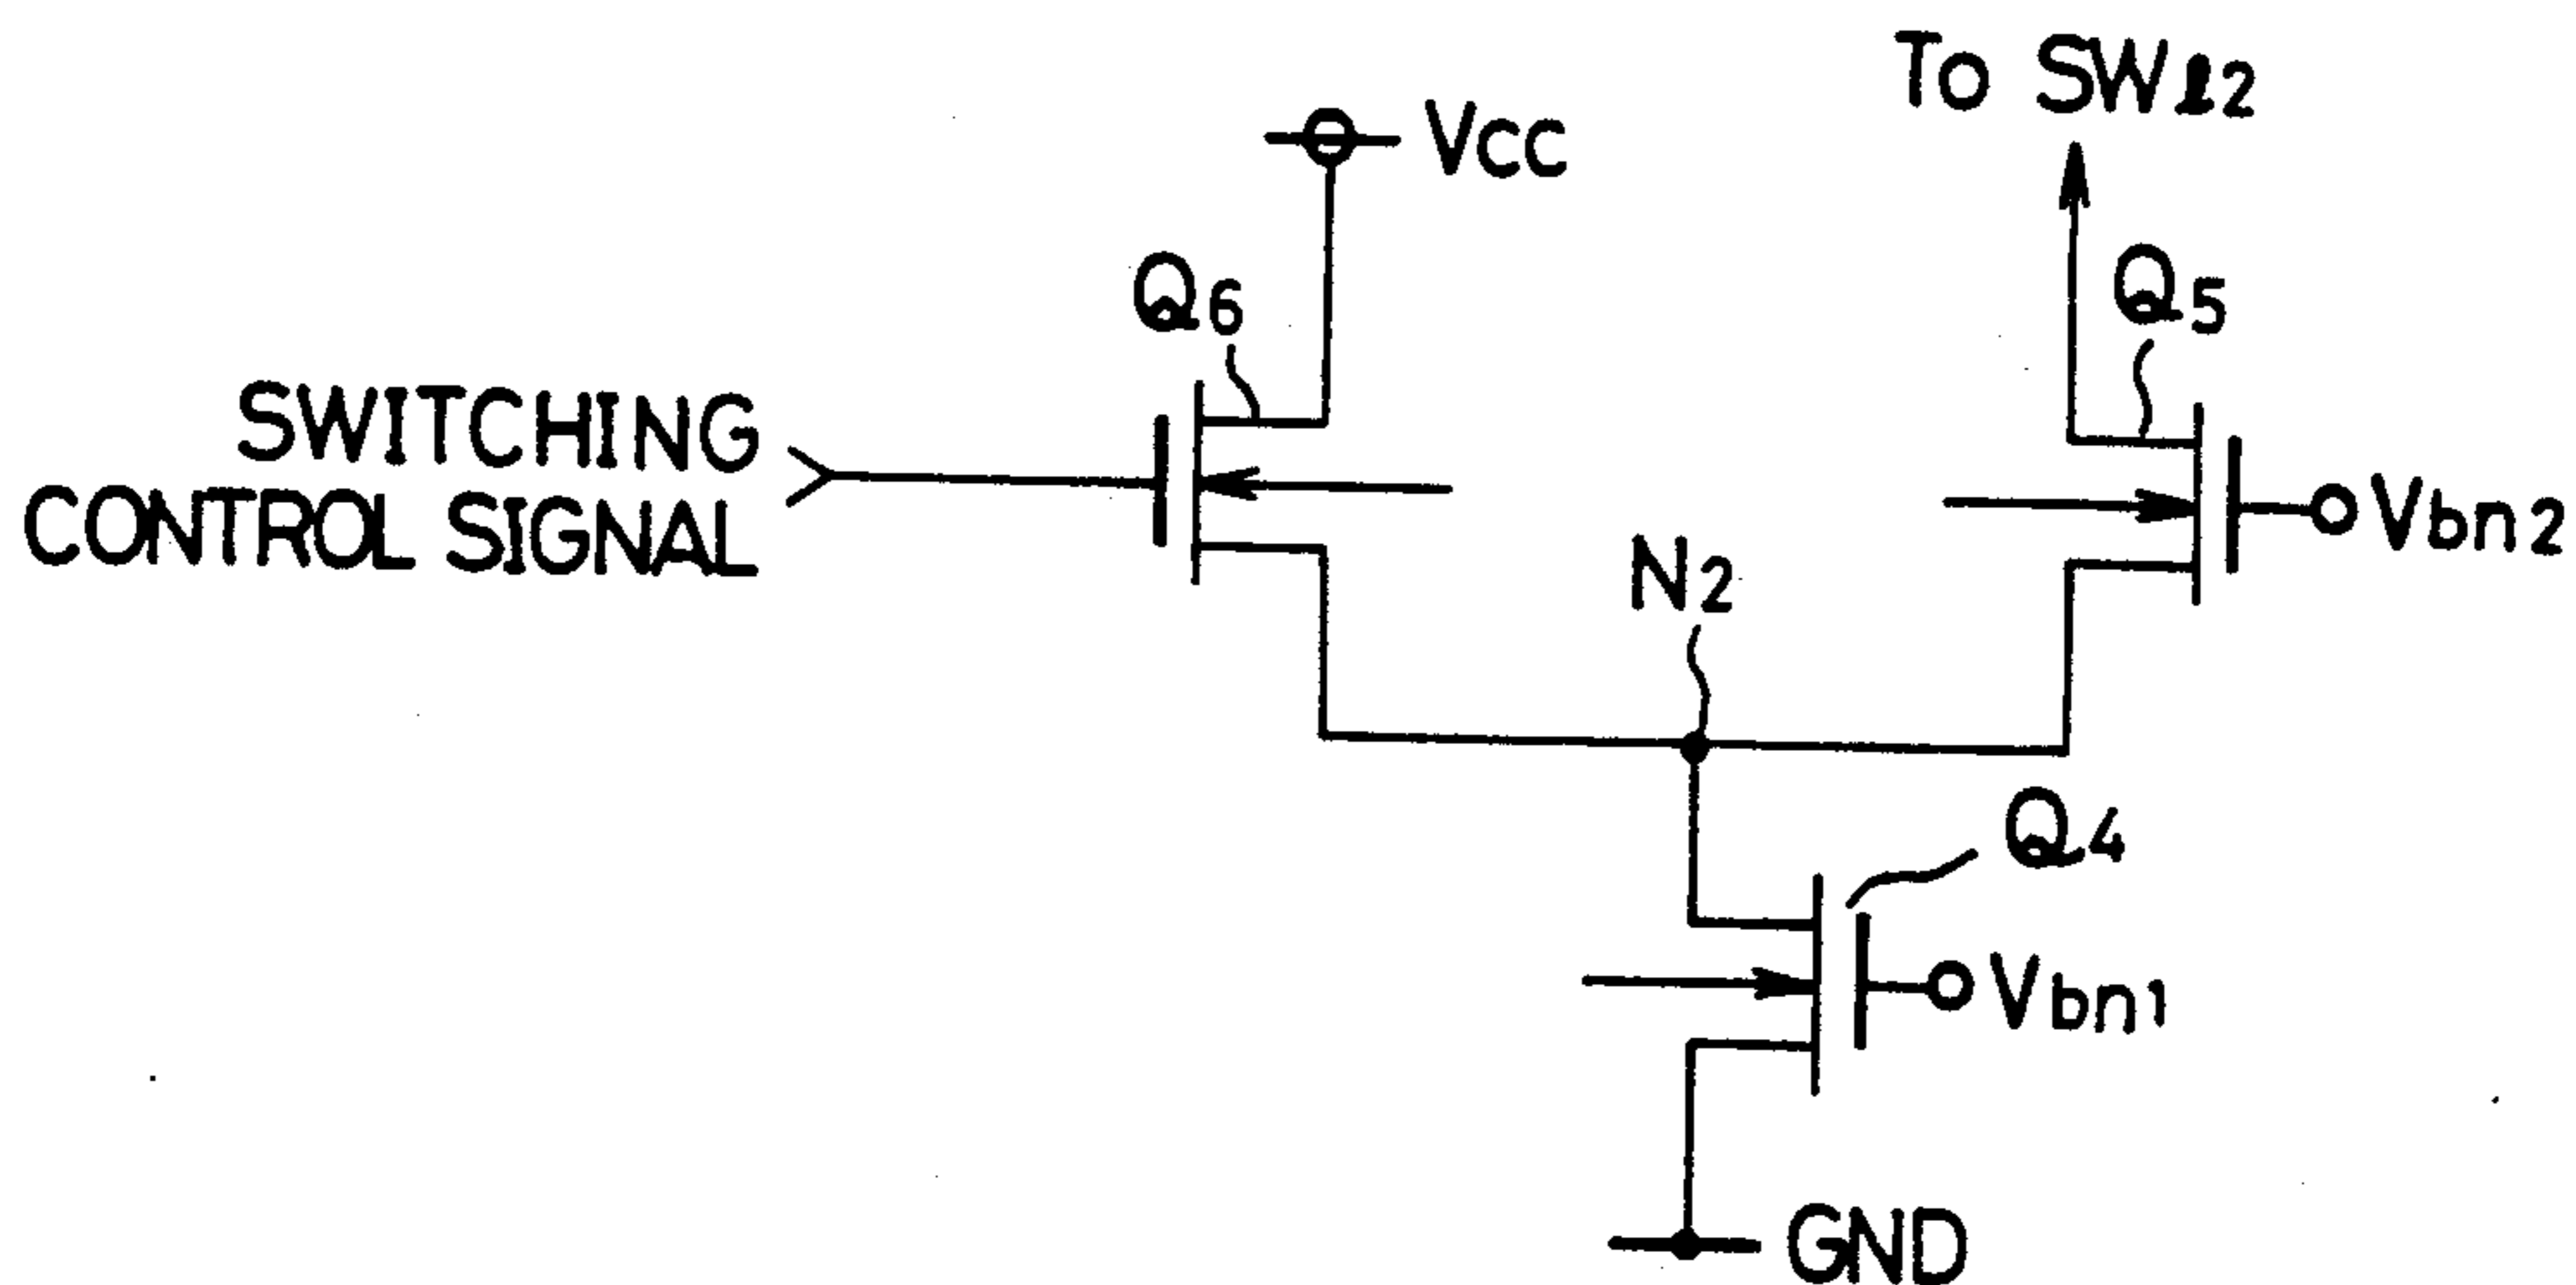 To SWl2
Vcc
Q6
Q5
SWITCHING
CONTROL SIGNAL
Vbn2
N2
Q4
Vbn1
GND